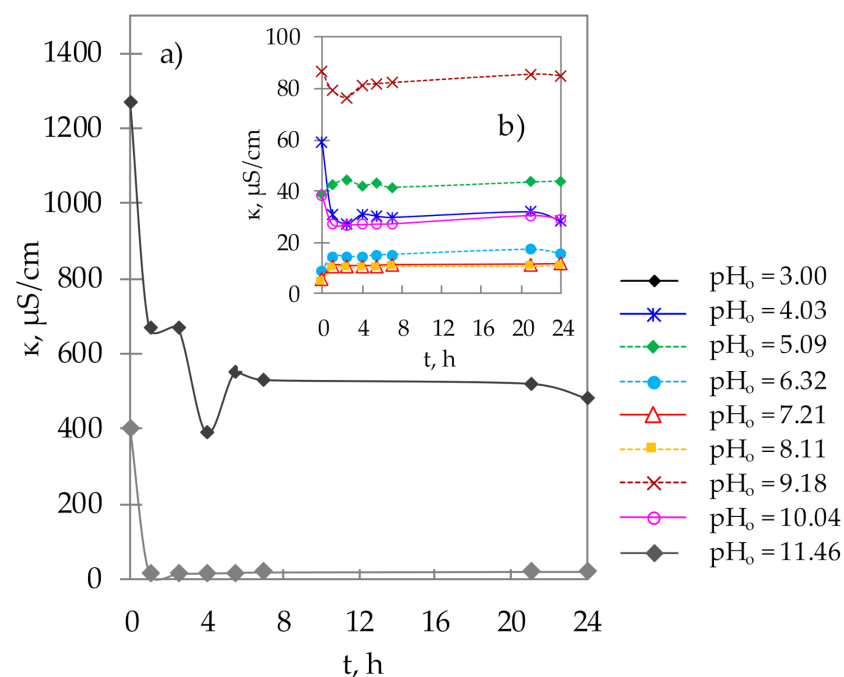 a)
κ, µS/cm
1400
1200
1000
800
600
400
200
0
0 4 8 12 16 20 24
t, h
b)
κ, µS/cm
100
80
60
40
20
0
0 4 8 12 16 20 24
t, h
pHₒ = 3.00
pHₒ = 4.03
pHₒ = 5.09
pHₒ = 6.32
pHₒ = 7.21
pHₒ = 8.11
pHₒ = 9.18
pHₒ = 10.04
pHₒ = 11.46